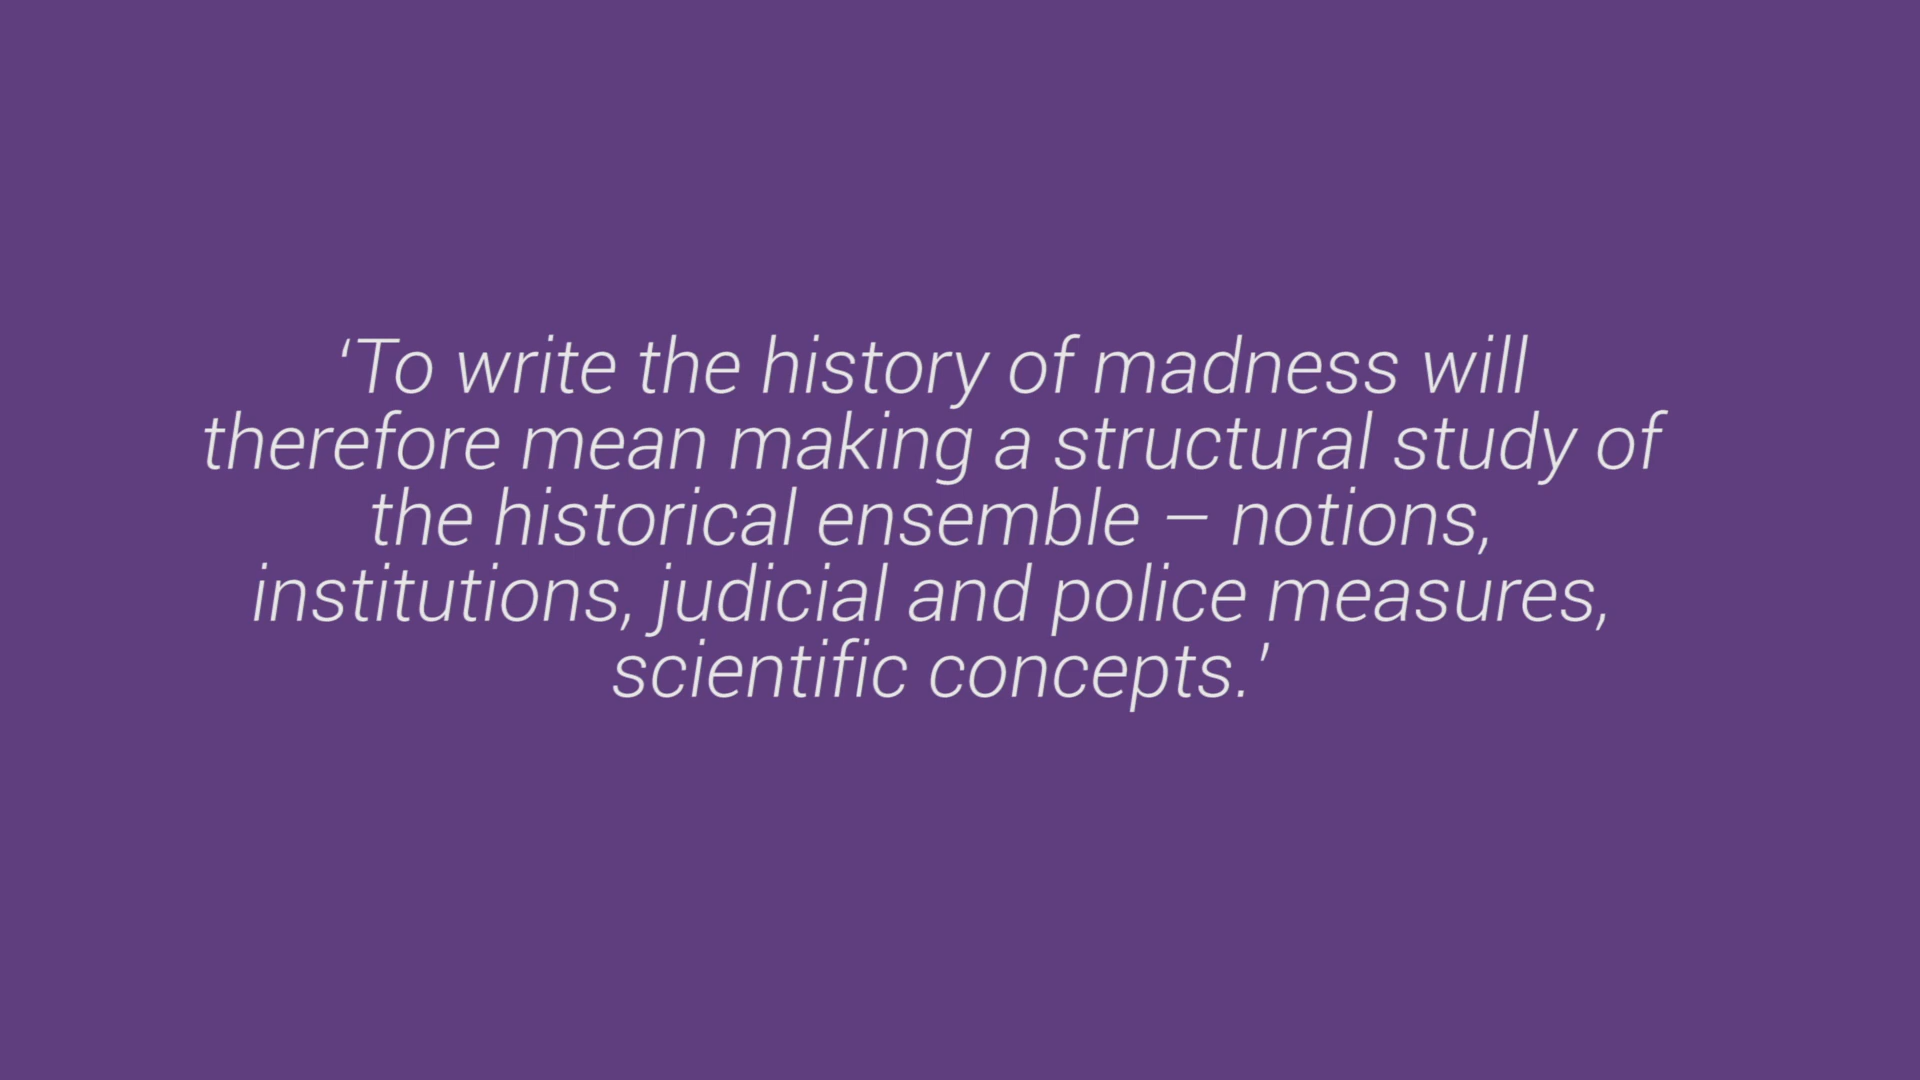 ‘To write the history of madness will
therefore mean making a structural study of
the historical ensemble – notions,
institutions, judicial and police measures,
scientific concepts.’